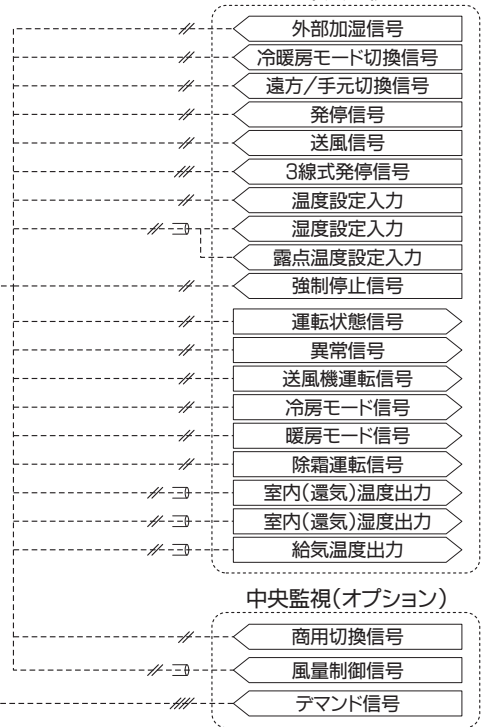 外部加湿信号
冷暖房モード切換信号
遠方/手元切換信号
発停信号
送風信号
3線式発停信号
温度設定入力
湿度設定入力
露点温度設定入力
強制停止信号
運転状態信号
異常信号
送風機運転信号
冷房モード信号
暖房モード信号
除霜運転信号
室内(還気)温度出力
室内(還気)湿度出力
給気温度出力
中央監視(オプション)
商用切換信号
風量制御信号
デマンド信号